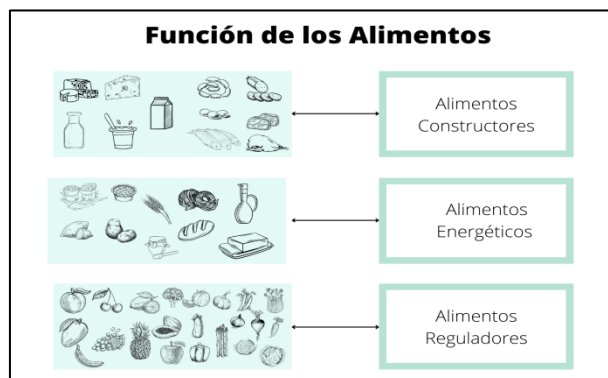 Función de los Alimentos
Alimentos
Constructores
Alimentos
Energéticos
Alimentos
Reguladores